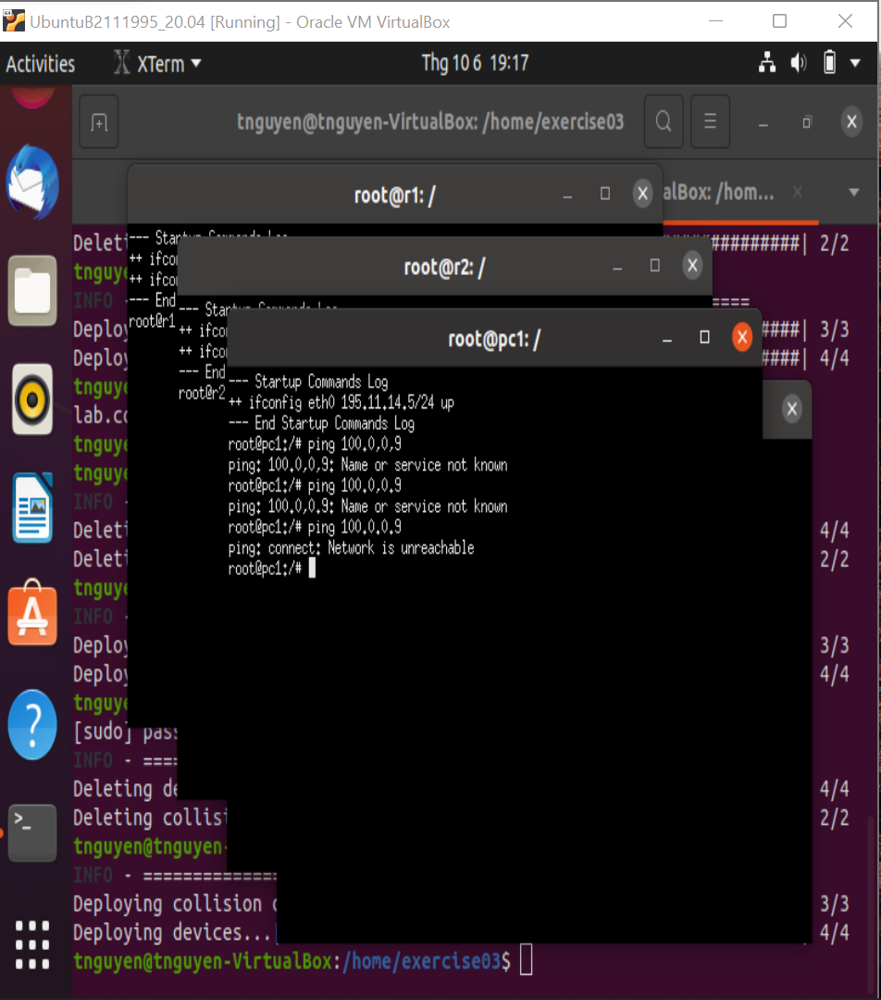 UbuntuB2111995_20.04 [Running] - Oracle VM VirtualBox
Activities
XTerm
Thg 10 6 19:17
tnguyen@tnguyen-VirtualBox: /home/exercise03
alBox: /hom...
root@r1: /
--- Startup Commands Log
++ ifcon
++ ifcon
--- End
root@r1
root@r2: /
--- Startup Commands Log
++ ifcon
++ ifcon
--- End
root@r2
root@pc1: /
--- Startup Commands Log
++ ifconfig eth0 195.11.14.5/24 up
--- End Startup Commands Log
root@pc1:/# ping 100.0,0,9
ping: 100.0,0,9: Name or service not known
root@pc1:/# ping 100.0,0.9
ping: 100.0,0.9: Name or service not known
root@pc1:/# ping 100.0.0.9
ping: connect: Network is unreachable
root@pc1:/#
Deleti ##############| 2/2
tnguye
INFO - ====
Deploy ####| 3/3
Deploy ####| 4/4
tnguye
lab.co
tnguye
tnguye
INFO -
Deleti 4/4
Deleti 2/2
tnguye
INFO -
Deploy 3/3
Deploy 4/4
tnguye
[sudo] pass
INFO - ====
Deleting de 4/4
Deleting collisi 2/2
tnguyen@tnguyen-
INFO - ==============
Deploying collision 3/3
Deploying devices... 4/4
tnguyen@tnguyen-VirtualBox:/home/exercise03$